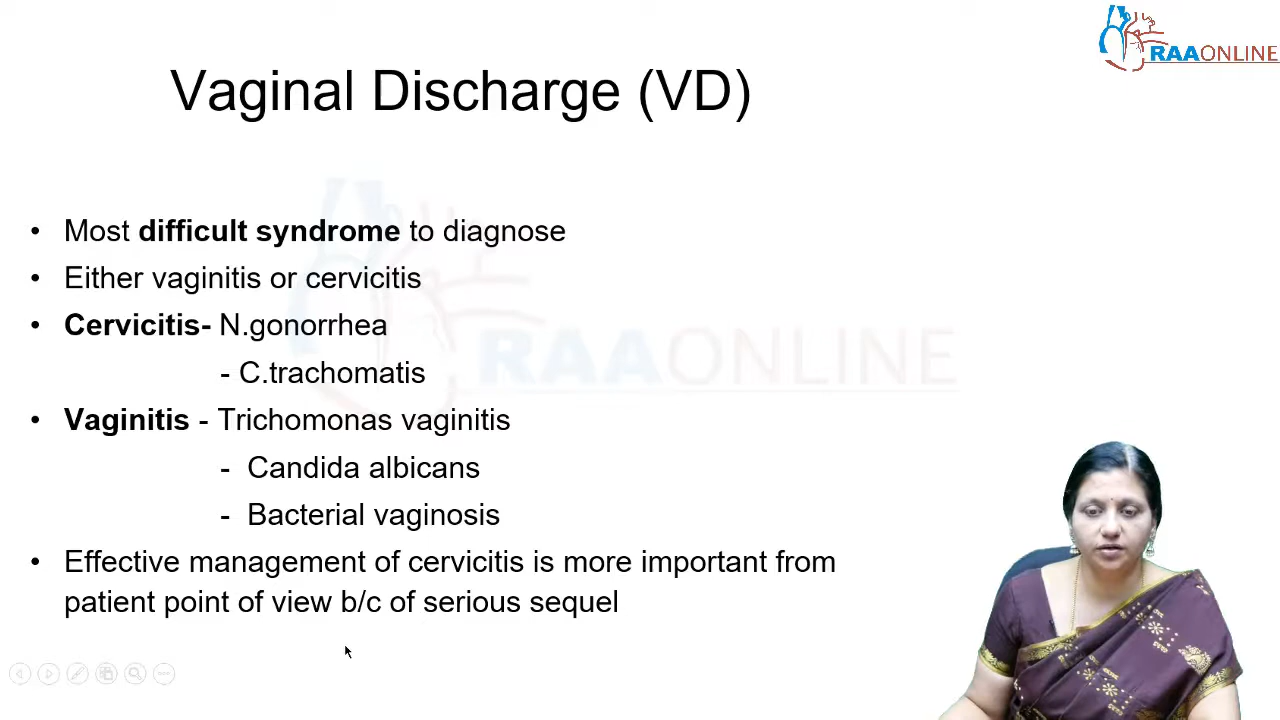 RAAONLINE
Vaginal Discharge (VD)
• Most difficult syndrome to diagnose
• Either vaginitis or cervicitis
• Cervicitis- N.gonorrhea
- C.trachomatis
• Vaginitis - Trichomonas vaginitis
- Candida albicans
- Bacterial vaginosis
• Effective management of cervicitis is more important from
patient point of view b/c of serious sequel
RAAONLINE